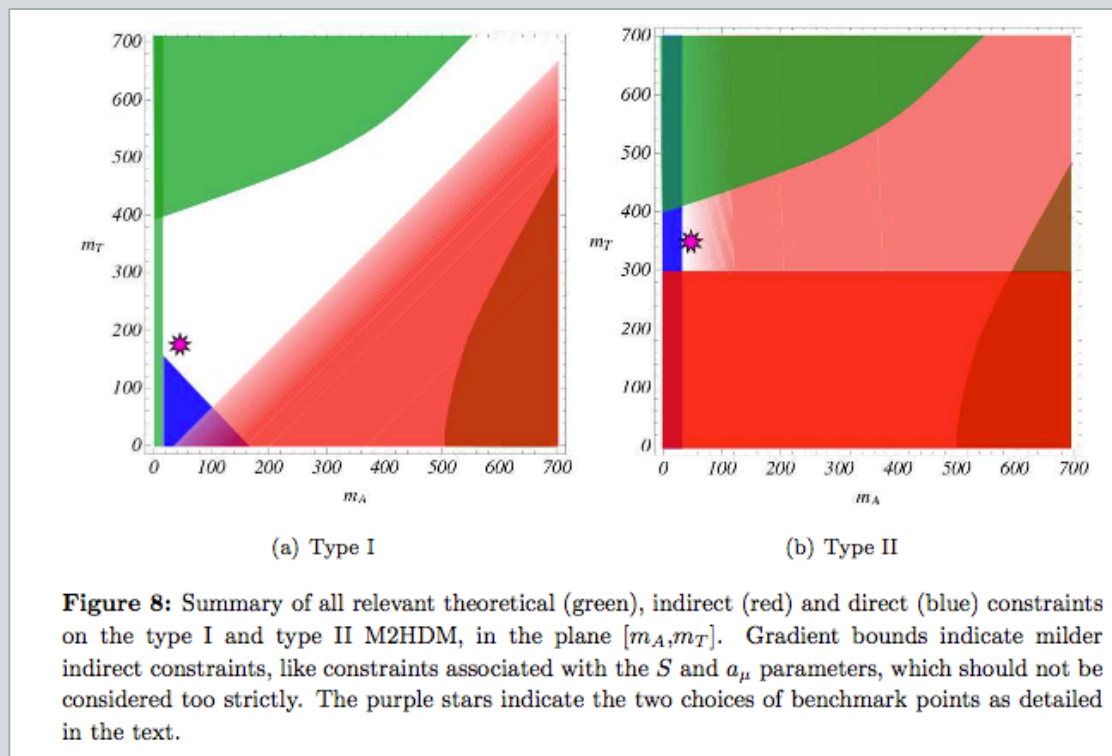 700
600
500
400
m_T
300
200
100
0
0 100 200 300 400 500 600 700
m_A
(a) Type I
700
600
500
400
m_T
300
200
100
0
0 100 200 300 400 500 600 700
m_A
(b) Type II
Figure 8: Summary of all relevant theoretical (green), indirect (red) and direct (blue) constraints
on the type I and type II M2HDM, in the plane [m_A,m_T]. Gradient bounds indicate milder
indirect constraints, like constraints associated with the S and a_μ parameters, which should not be
considered too strictly. The purple stars indicate the two choices of benchmark points as detailed
in the text.